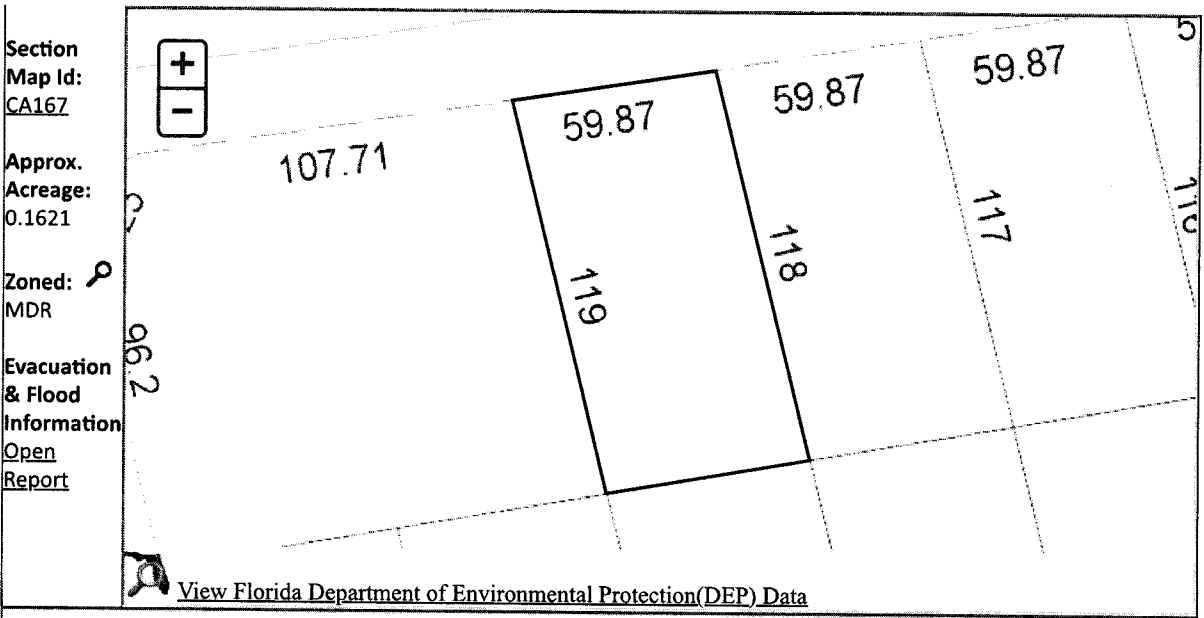 Section
Map Id:
CA167
Approx.
Acreage:
0.1621
Zoned:
MDR
Evacuation
& Flood
Information
Open
Report
+
−
107.71
59.87
59.87
59.87
5
119
118
117
96.2
View Florida Department of Environmental Protection(DEP) Data